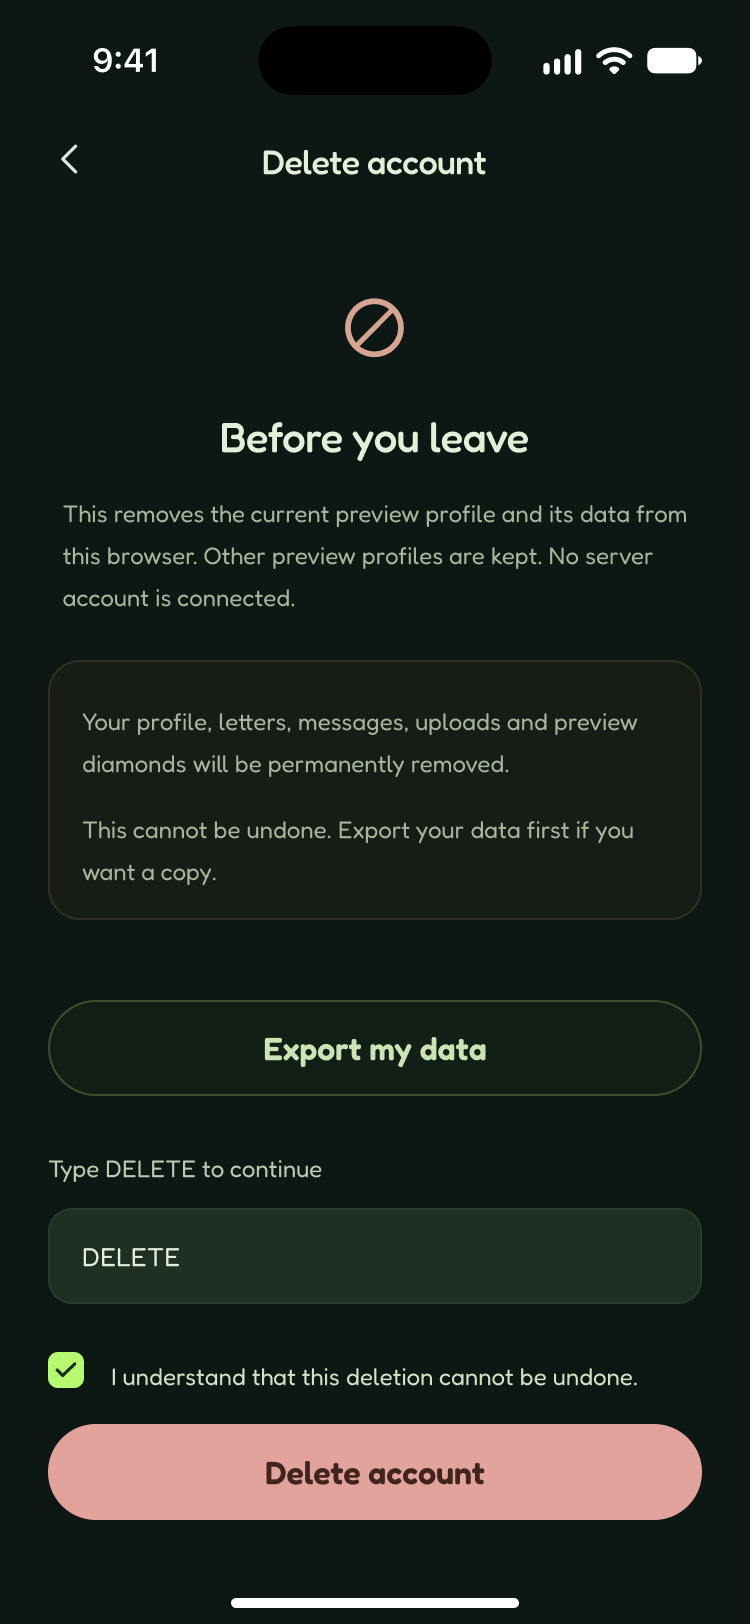 9:41
Delete account
Before you leave
This removes the current preview profile and its data from
this browser. Other preview profiles are kept. No server
account is connected.
Your profile, letters, messages, uploads and preview
diamonds will be permanently removed.
This cannot be undone. Export your data first if you
want a copy.
Export my data
Type DELETE to continue
DELETE
I understand that this deletion cannot be undone.
Delete account